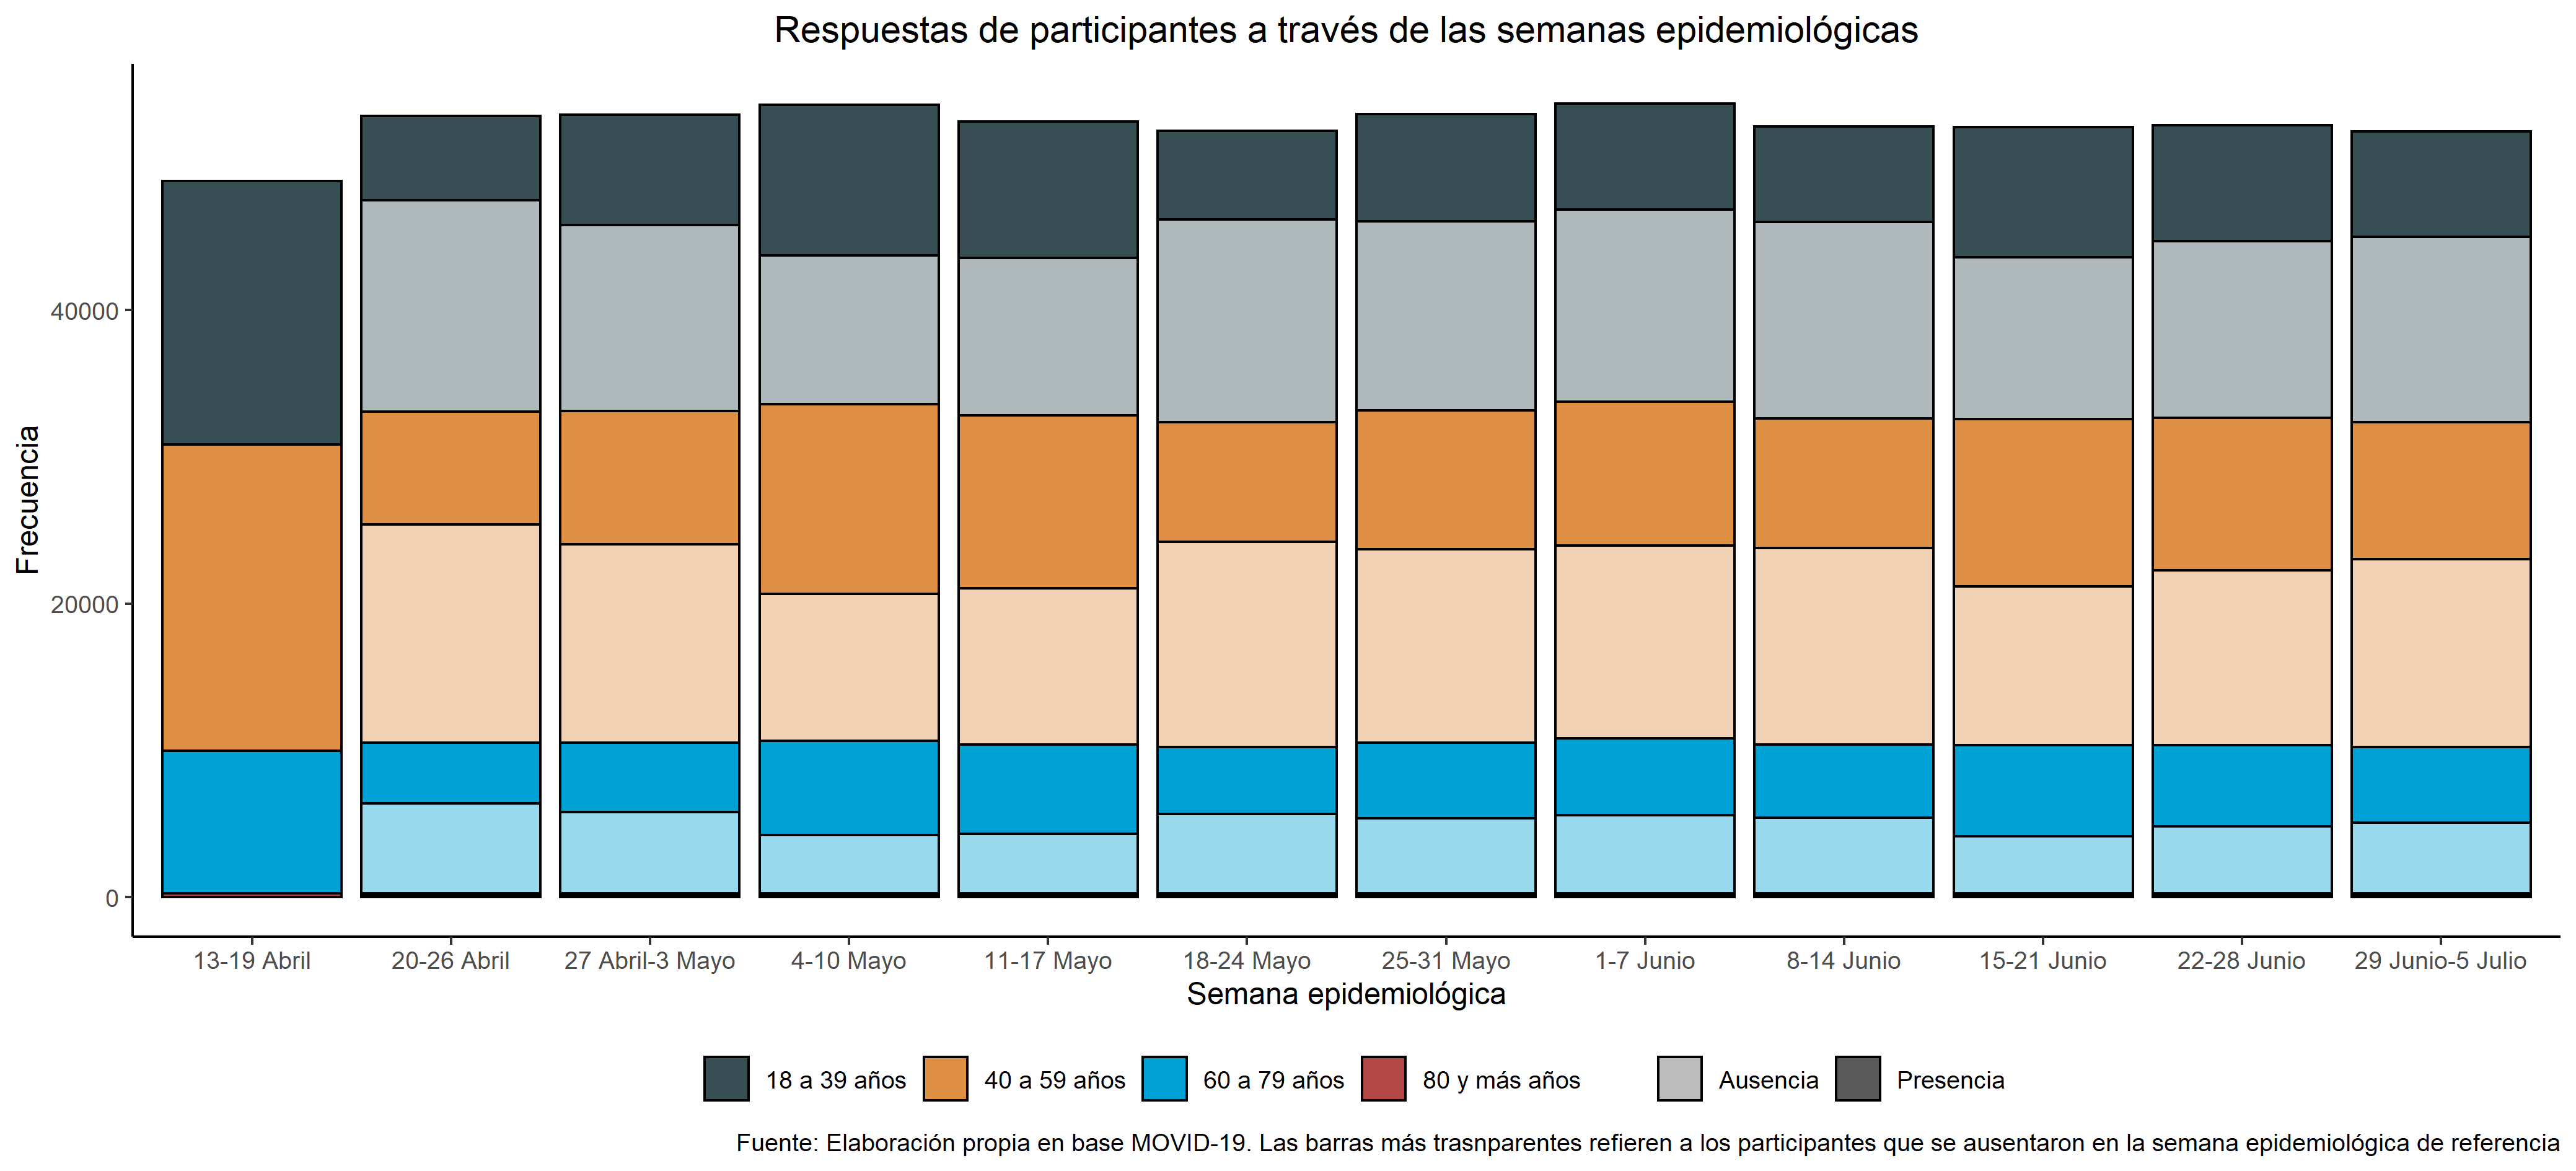 Respuestas de participantes a través de las semanas epidemiológicas
Frecuencia
40000
20000
0
13-19 Abril 20-26 Abril 27 Abril-3 Mayo 4-10 Mayo 11-17 Mayo 18-24 Mayo 25-31 Mayo 1-7 Junio 8-14 Junio 15-21 Junio 22-28 Junio 29 Junio-5 Julio
Semana epidemiológica
18 a 39 años 40 a 59 años 60 a 79 años 80 y más años Ausencia Presencia
Fuente: Elaboración propia en base MOVID-19. Las barras más trasnparentes refieren a los participantes que se ausentaron en la semana epidemiológica de referencia